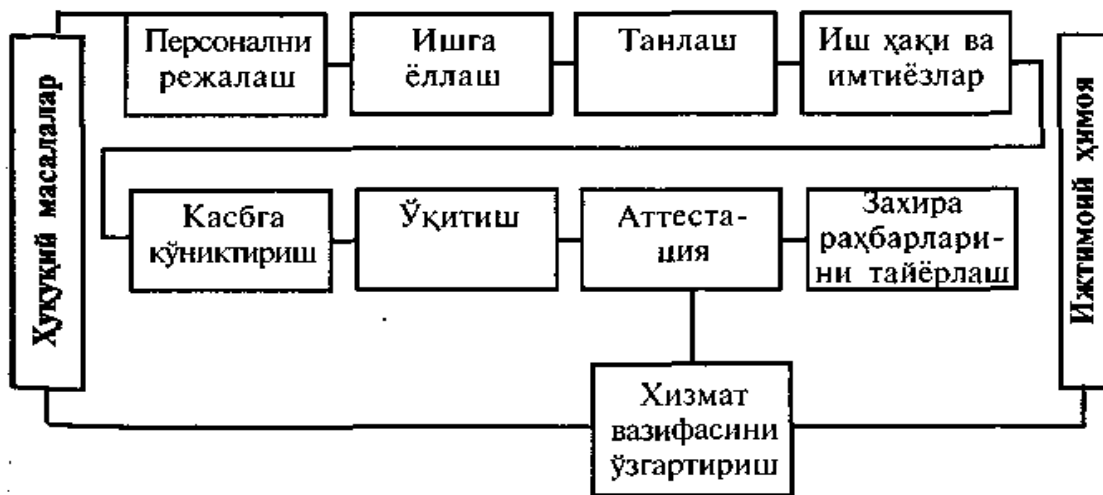 Ҳуқуқий масалалар
Персонални
режалаш
Ишга
ёллаш
Танлаш
Иш ҳақи ва
имтиёзлар
Касбга
кўниктириш
Ўқитиш
Аттеста-
ция
Захира
раҳбарлари-
ни тайёрлаш
Ижтимоий ҳимоя
Хизмат
вазифасини
ўзгартириш